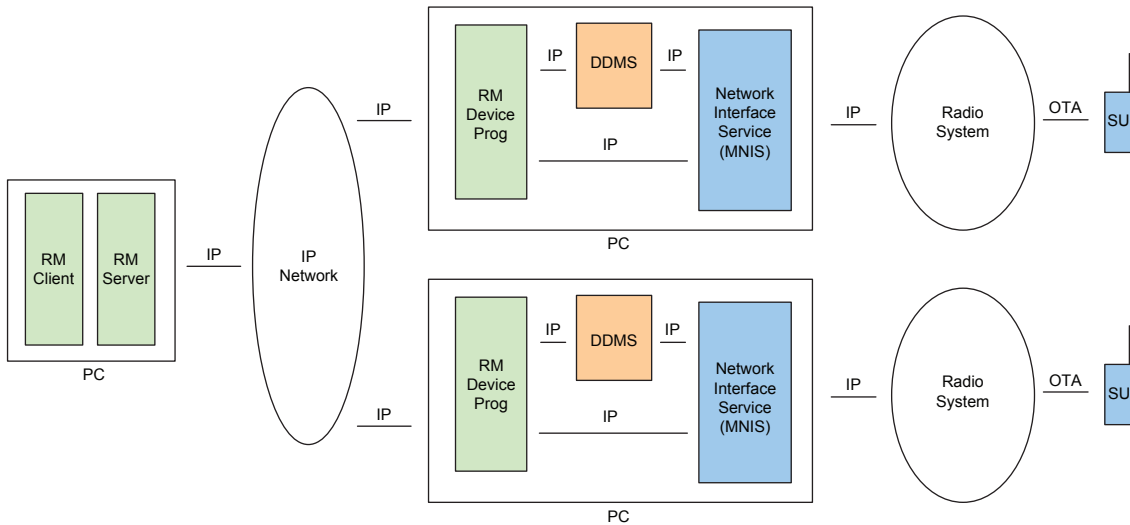 RM
Client
RM
Server
PC
IP
IP
Network
IP
IP
RM
Device
Prog
IP
DDMS
IP
Network
Interface
Service
(MNIS)
IP
PC
IP
Radio
System
OTA
SU
RM
Device
Prog
IP
DDMS
IP
Network
Interface
Service
(MNIS)
IP
PC
IP
Radio
System
OTA
SU